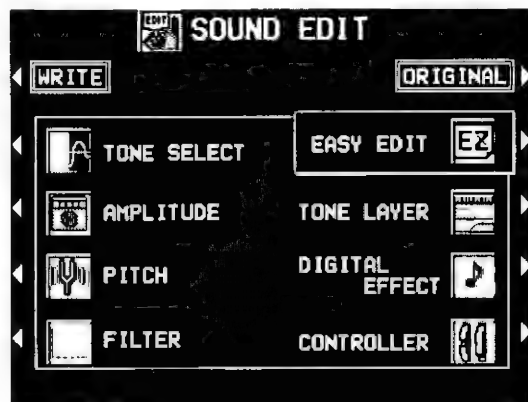 EDIT
SOUND EDIT
WRITE
ORIGINAL
TONE SELECT
EASY EDIT
EZ
AMPLITUDE
TONE LAYER
PITCH
DIGITAL
EFFECT
FILTER
CONTROLLER